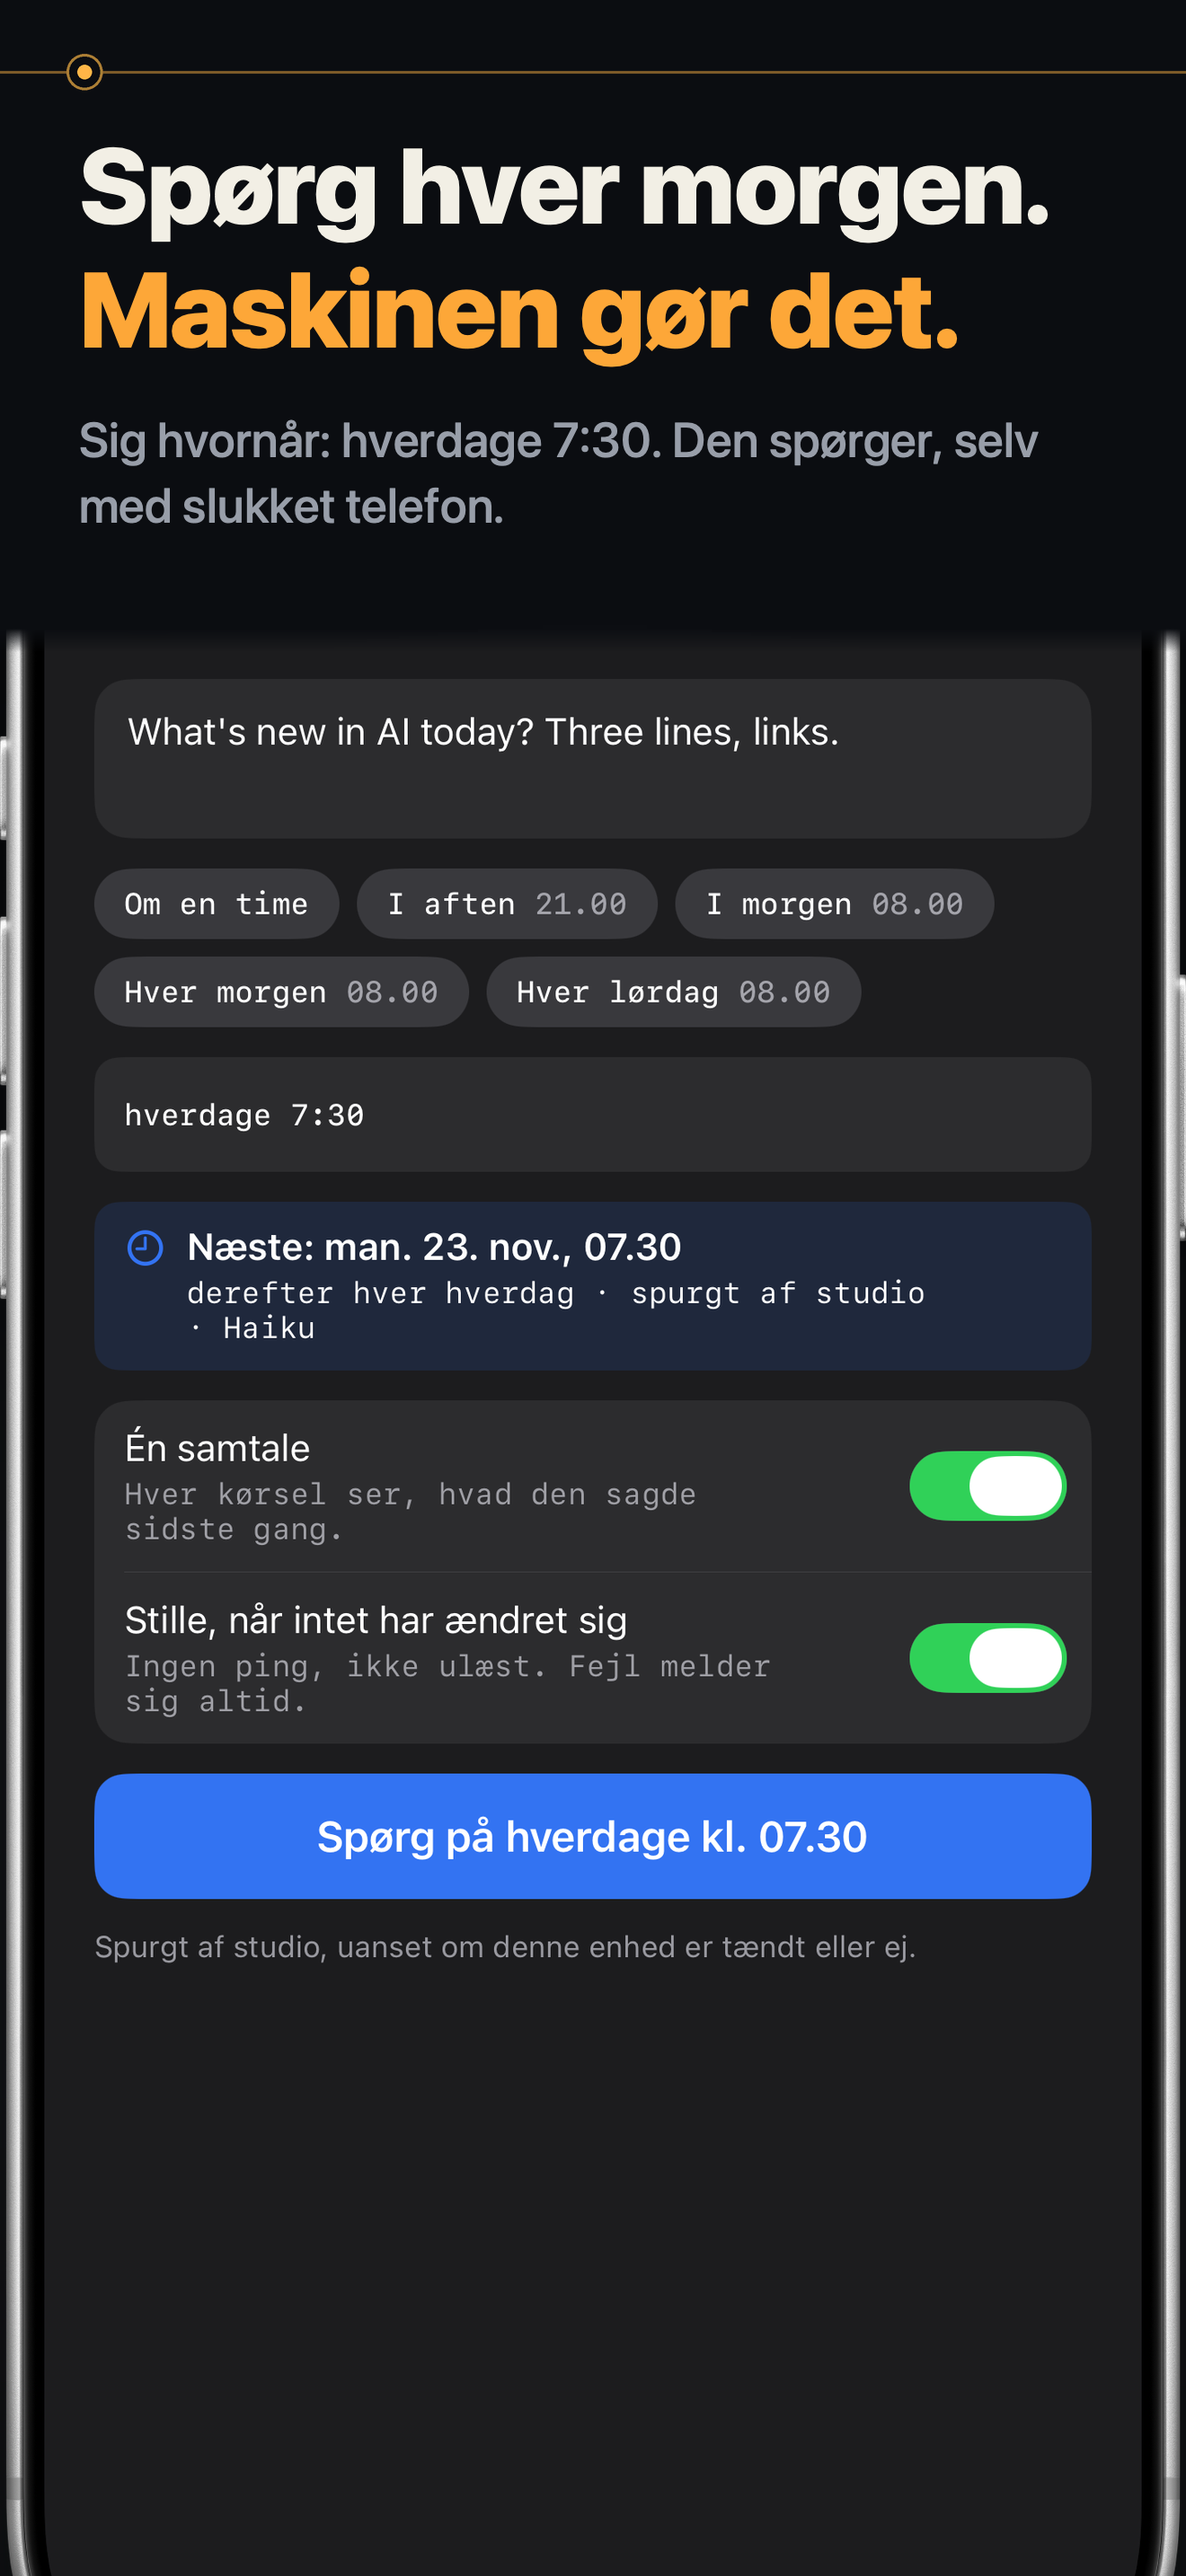 Spørg hver morgen.
Maskinen gør det.
Sig hvornår: hverdage 7:30. Den spørger, selv
med slukket telefon.
What's new in AI today? Three lines, links.
Om en time
I aften 21.00
I morgen 08.00
Hver morgen 08.00
Hver lørdag 08.00
hverdage 7:30
Næste: man. 23. nov., 07.30
derefter hver hverdag · spurgt af studio
· Haiku
Én samtale
Hver kørsel ser, hvad den sagde
sidste gang.
Stille, når intet har ændret sig
Ingen ping, ikke ulæst. Fejl melder
sig altid.
Spørg på hverdage kl. 07.30
Spurgt af studio, uanset om denne enhed er tændt eller ej.